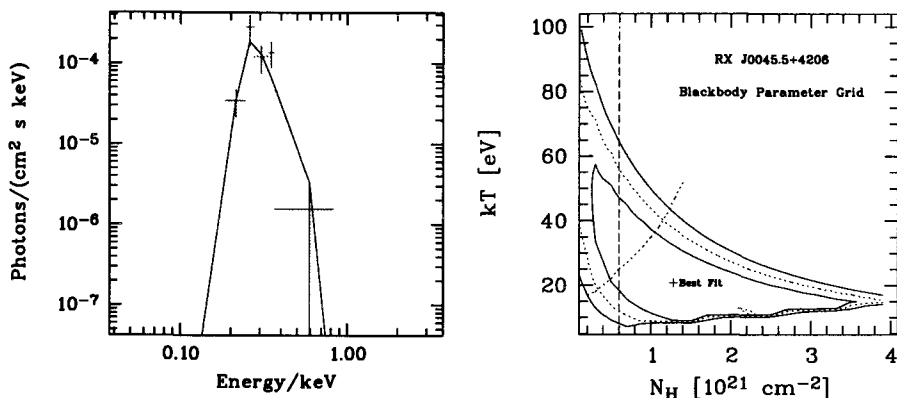 Photons/(cm² s keV)
10⁻⁴
10⁻⁵
10⁻⁶
10⁻⁷
0.10
1.00
Energy/keV
kT [eV]
100
80
60
40
20
RX J0045.5+4206
Blackbody Parameter Grid
+Best Fit
1
2
3
4
N_H [10²¹ cm⁻²]